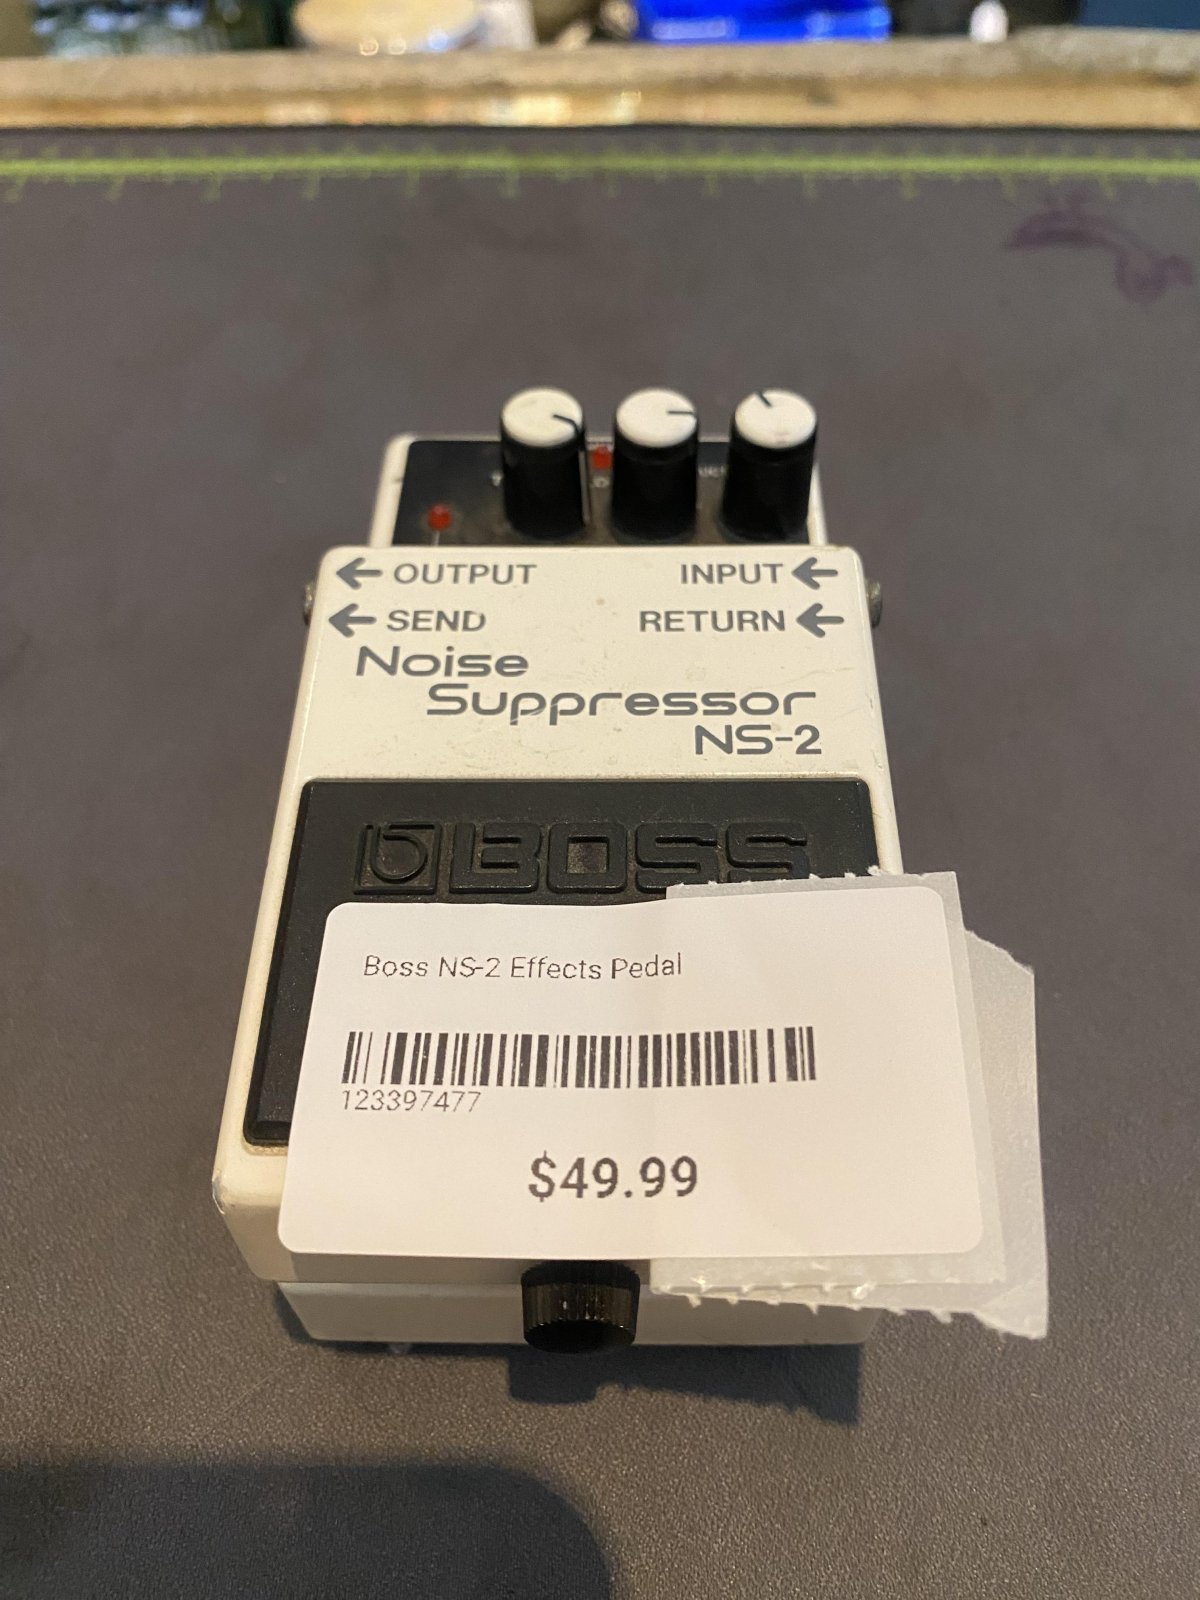 ← OUTPUT INPUT ←
← SEND RETURN ←
Noise
Suppressor
NS-2
BOSS
Boss NS-2 Effects Pedal
123397477
$49.99